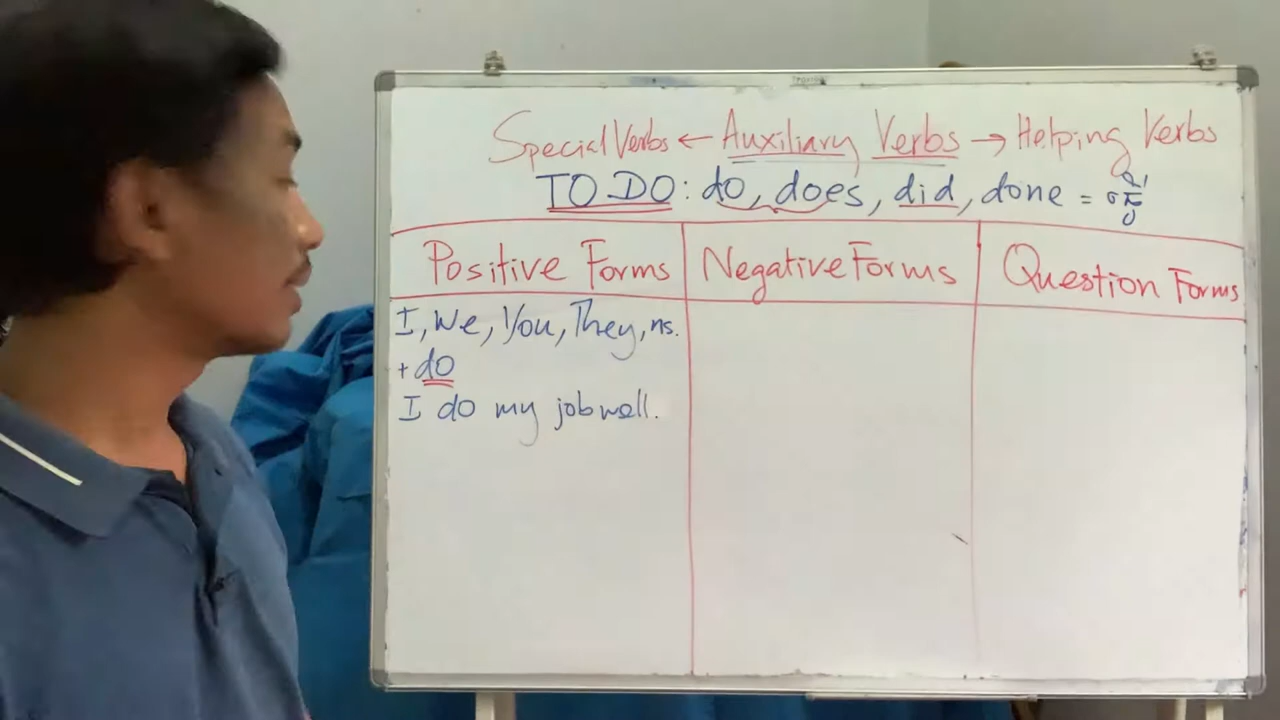 Special Verbs ← Auxiliary Verbs → Helping Verbs
TO DO: do, does, did, done =
Positive Forms
Negative Forms
Question Forms
I, We, You, They, ns.
+ do
I do my job well.